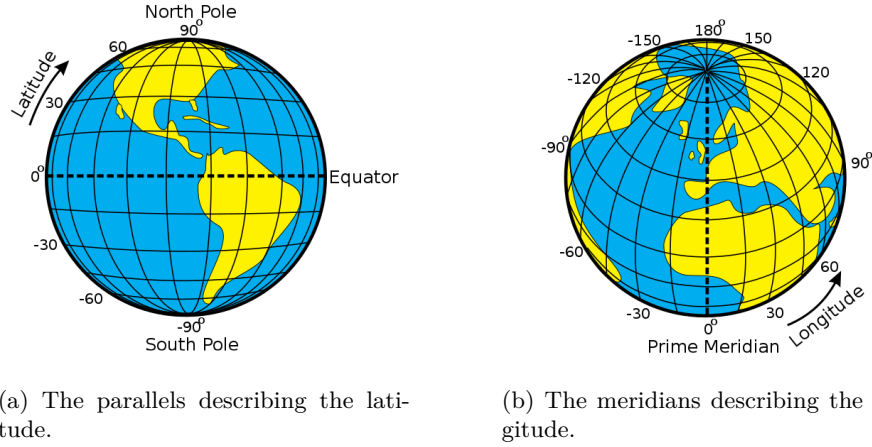 North Pole
90°
60
Latitude
30
0°
Equator
-30
-60
-90°
South Pole
180°
-150
150
-120
120
-90°
90°
-60
60
-30
30
0°
Longitude
Prime Meridian
(a) The parallels describing the lati-
tude.
(b) The meridians describing the
gitude.